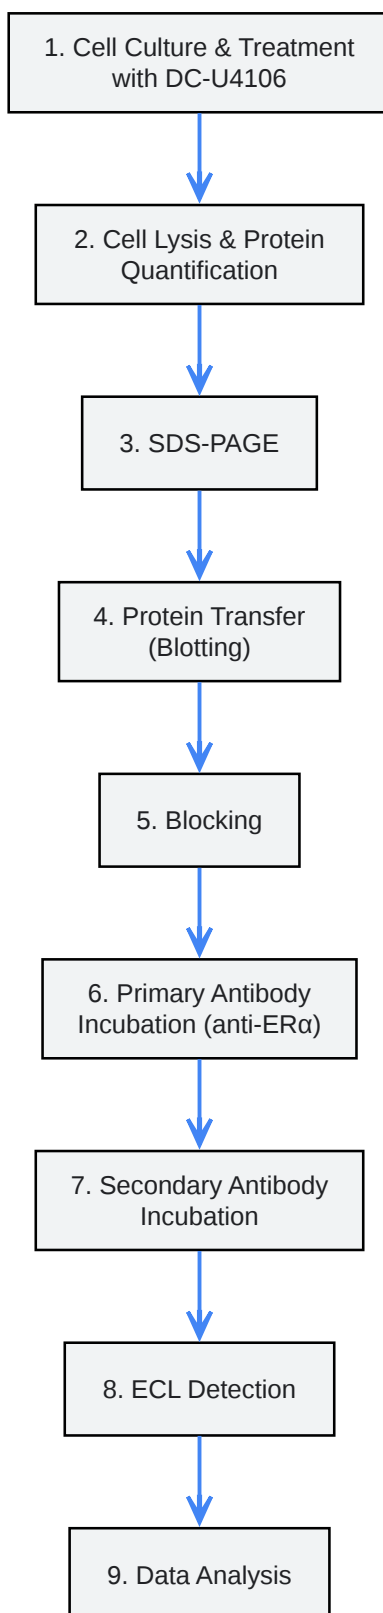 1. Cell Culture & Treatment
with DC-U4106
2. Cell Lysis & Protein
Quantification
3. SDS-PAGE
4. Protein Transfer
(Blotting)
5. Blocking
6. Primary Antibody
Incubation (anti-ERα)
7. Secondary Antibody
Incubation
8. ECL Detection
9. Data Analysis